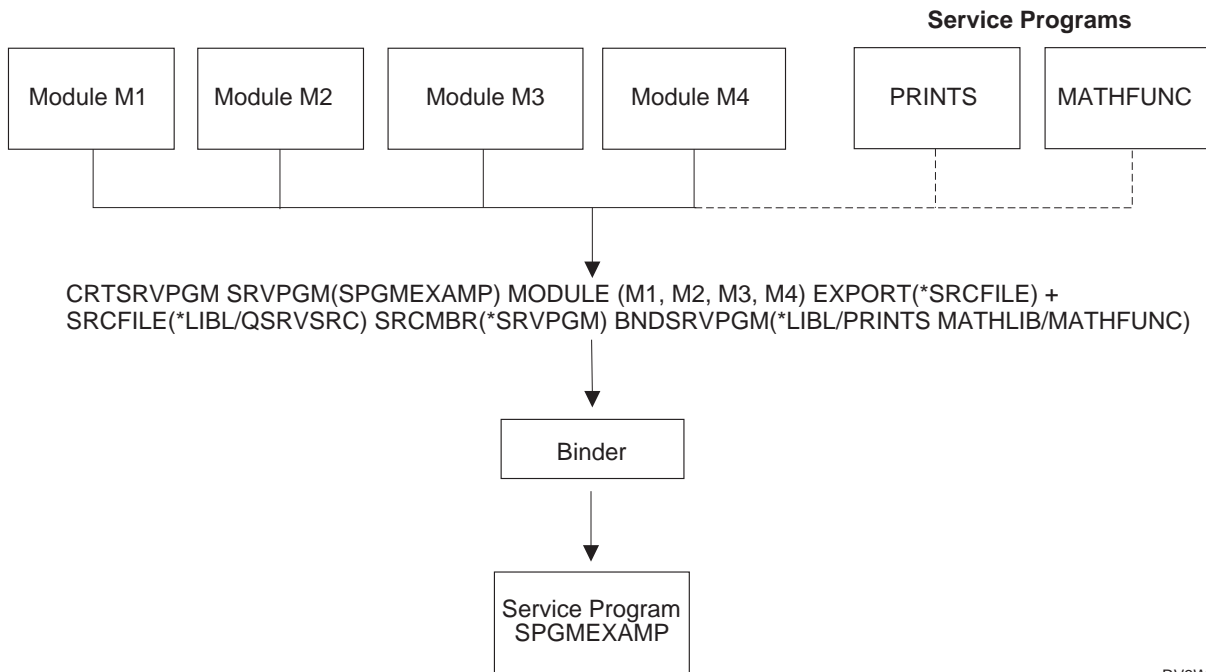 Service Programs
Module M1
Module M2
Module M3
Module M4
PRINTS
MATHFUNC
CRTSRVPGM SRVPGM(SPGMEXAMP) MODULE (M1, M2, M3, M4) EXPORT(*SRCFILE) +
SRCFILE(*LIBL/QSRVSRC) SRCMBR(*SRVPGM) BNDSRVPGM(*LIBL/PRINTS MATHLIB/MATHFUNC)
Binder
Service Program
SPGMEXAMP